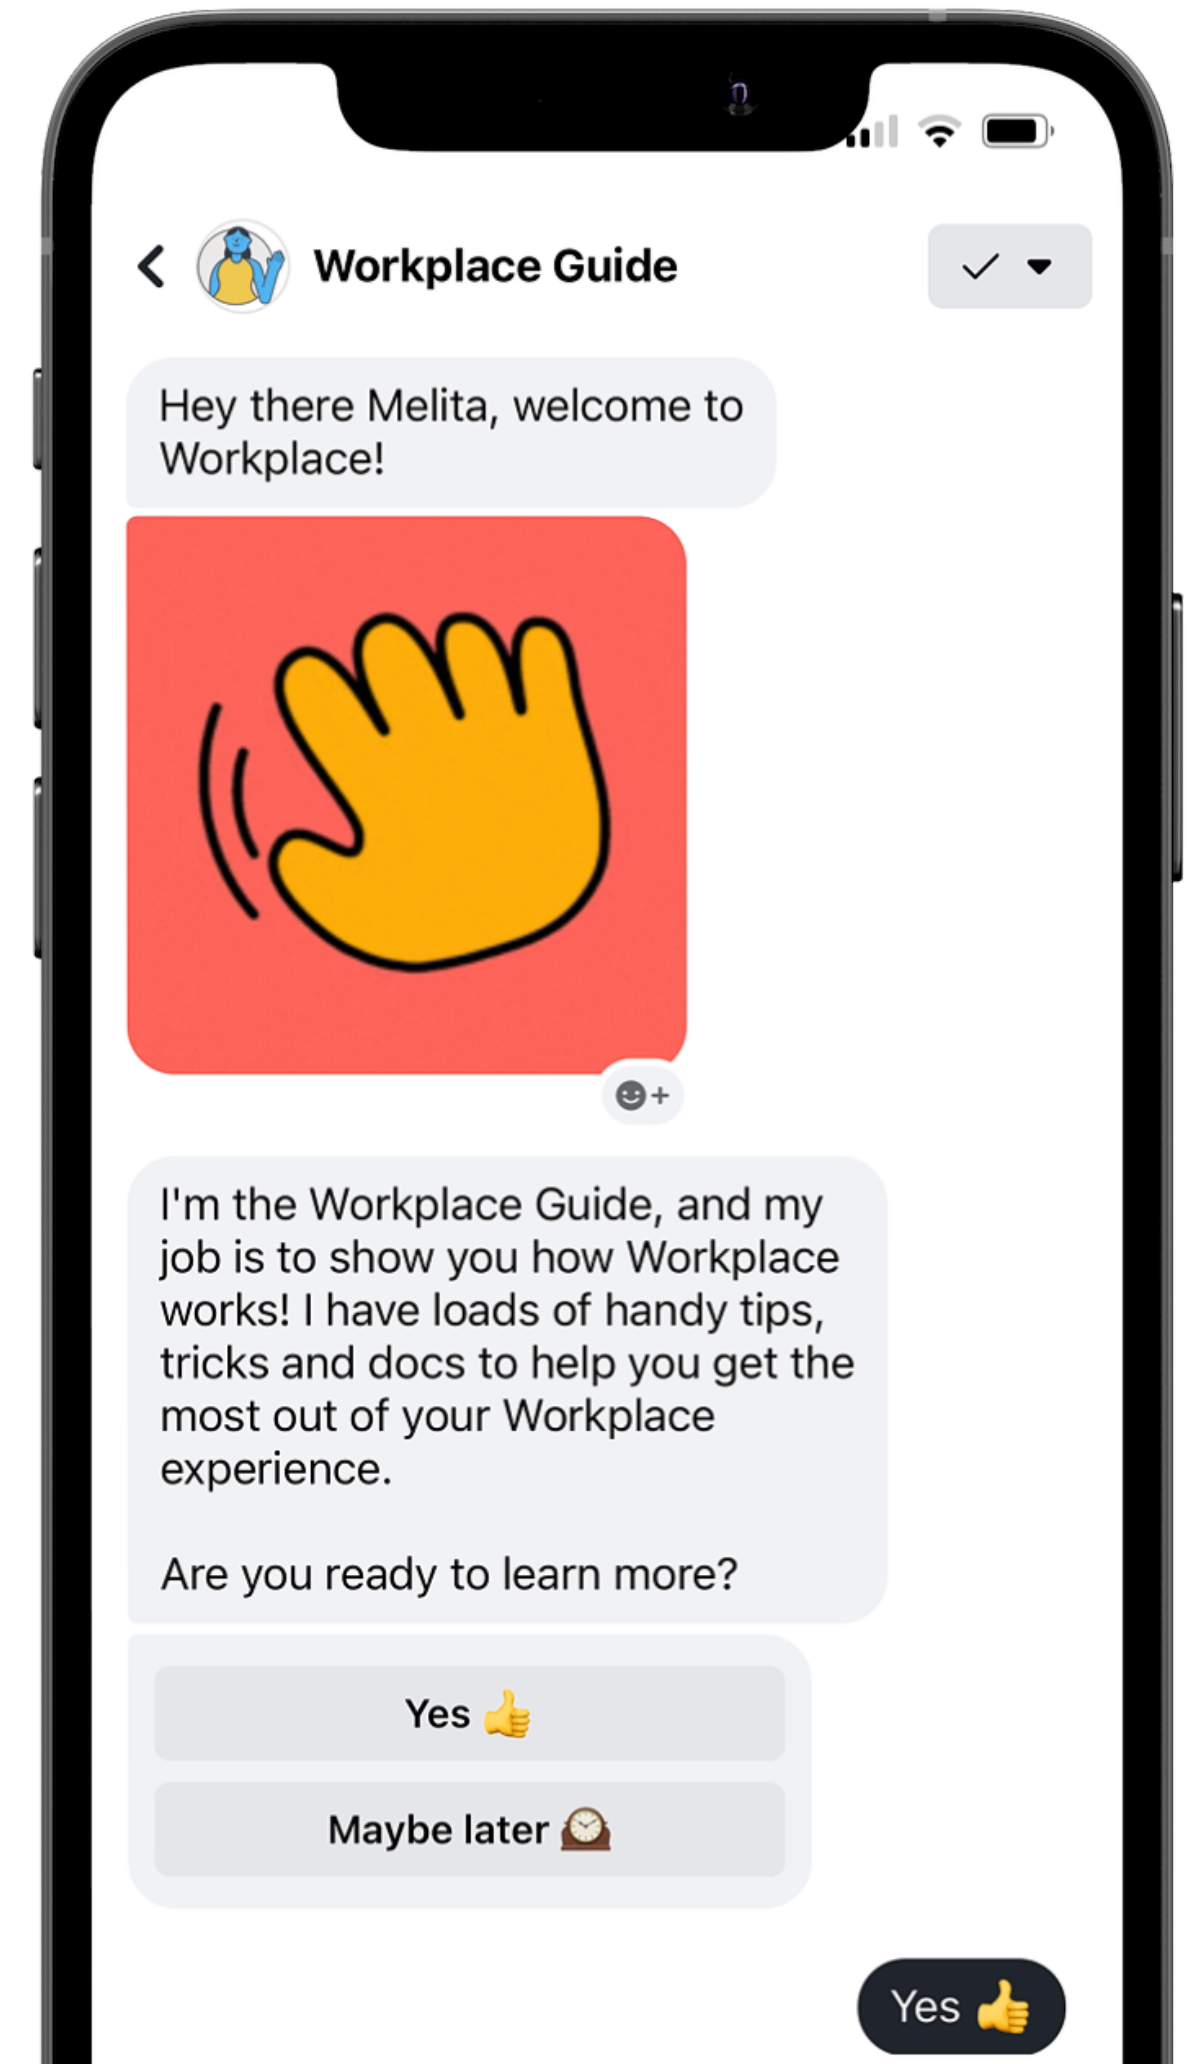 Workplace Guide
Hey there Melita, welcome to
Workplace!
I'm the Workplace Guide, and my
job is to show you how Workplace
works! I have loads of handy tips,
tricks and docs to help you get the
most out of your Workplace
experience.
Are you ready to learn more?
Yes 👍
Maybe later 🕰️
Yes 👍